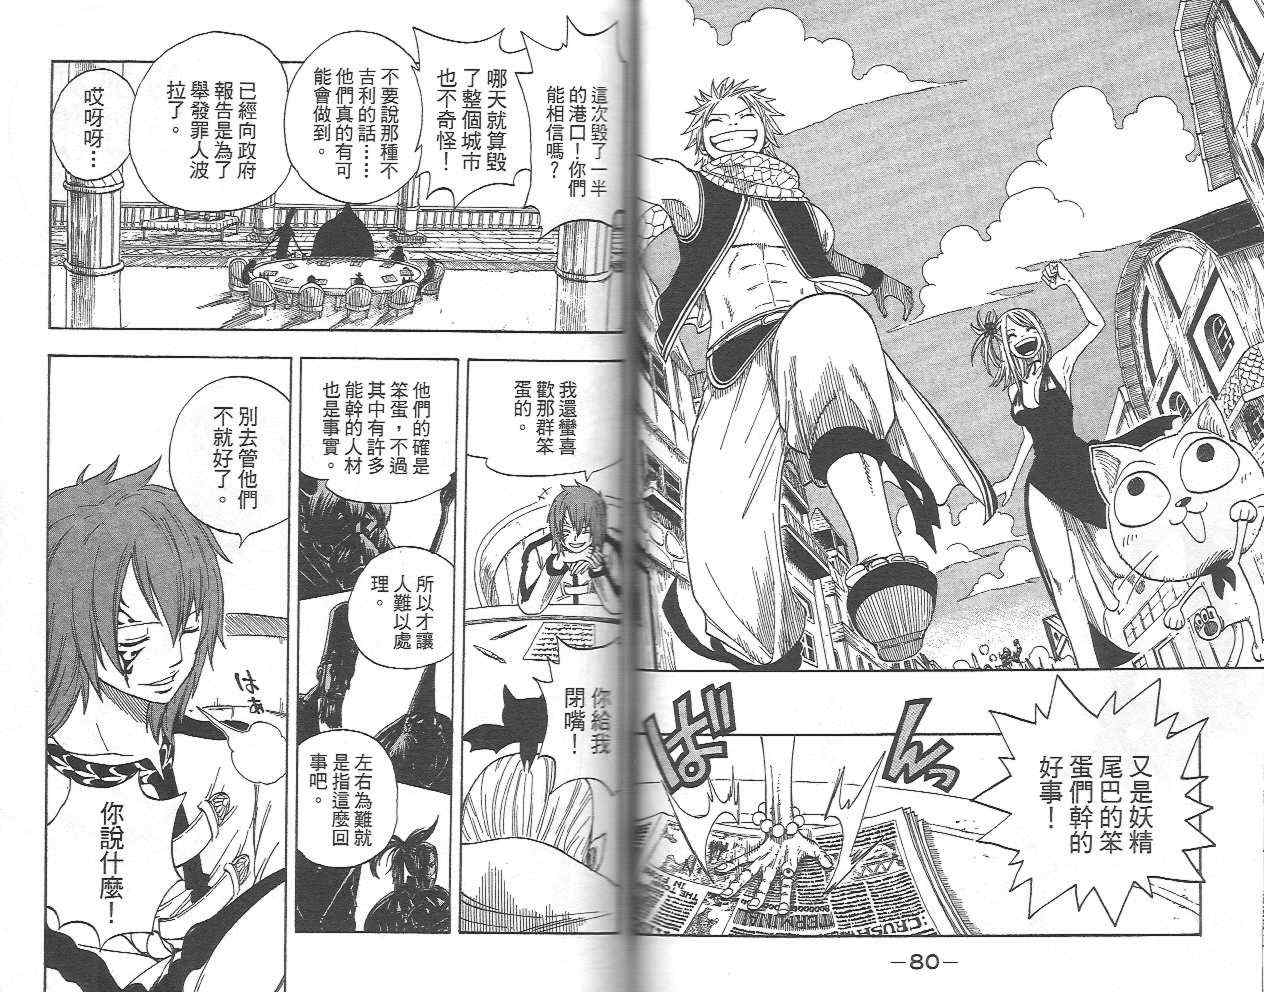 又是妖精
尾巴的笨
蛋們幹的
好事！
ばんっ
CRUSH
IN
THE
—80—
這次毀了一半
的港口！你們
能相信嗎？
哪天就算毀
了整個城市
也不奇怪！
不要說那種不
吉利的話……
他們真的有可
能會做到。
已經向政府
報告是為了
舉發罪人波
拉了。
哎呀呀…
我還蠻喜
歡那群笨
蛋的。
你給我
閉嘴！
他們的確是
笨蛋，不過
其中有許多
能幹的人材
也是事實。
所以才讓
人難以處
理。
左右為難就
是指這麼回
事吧。
別去管他們
不就好了。
你說什麼！